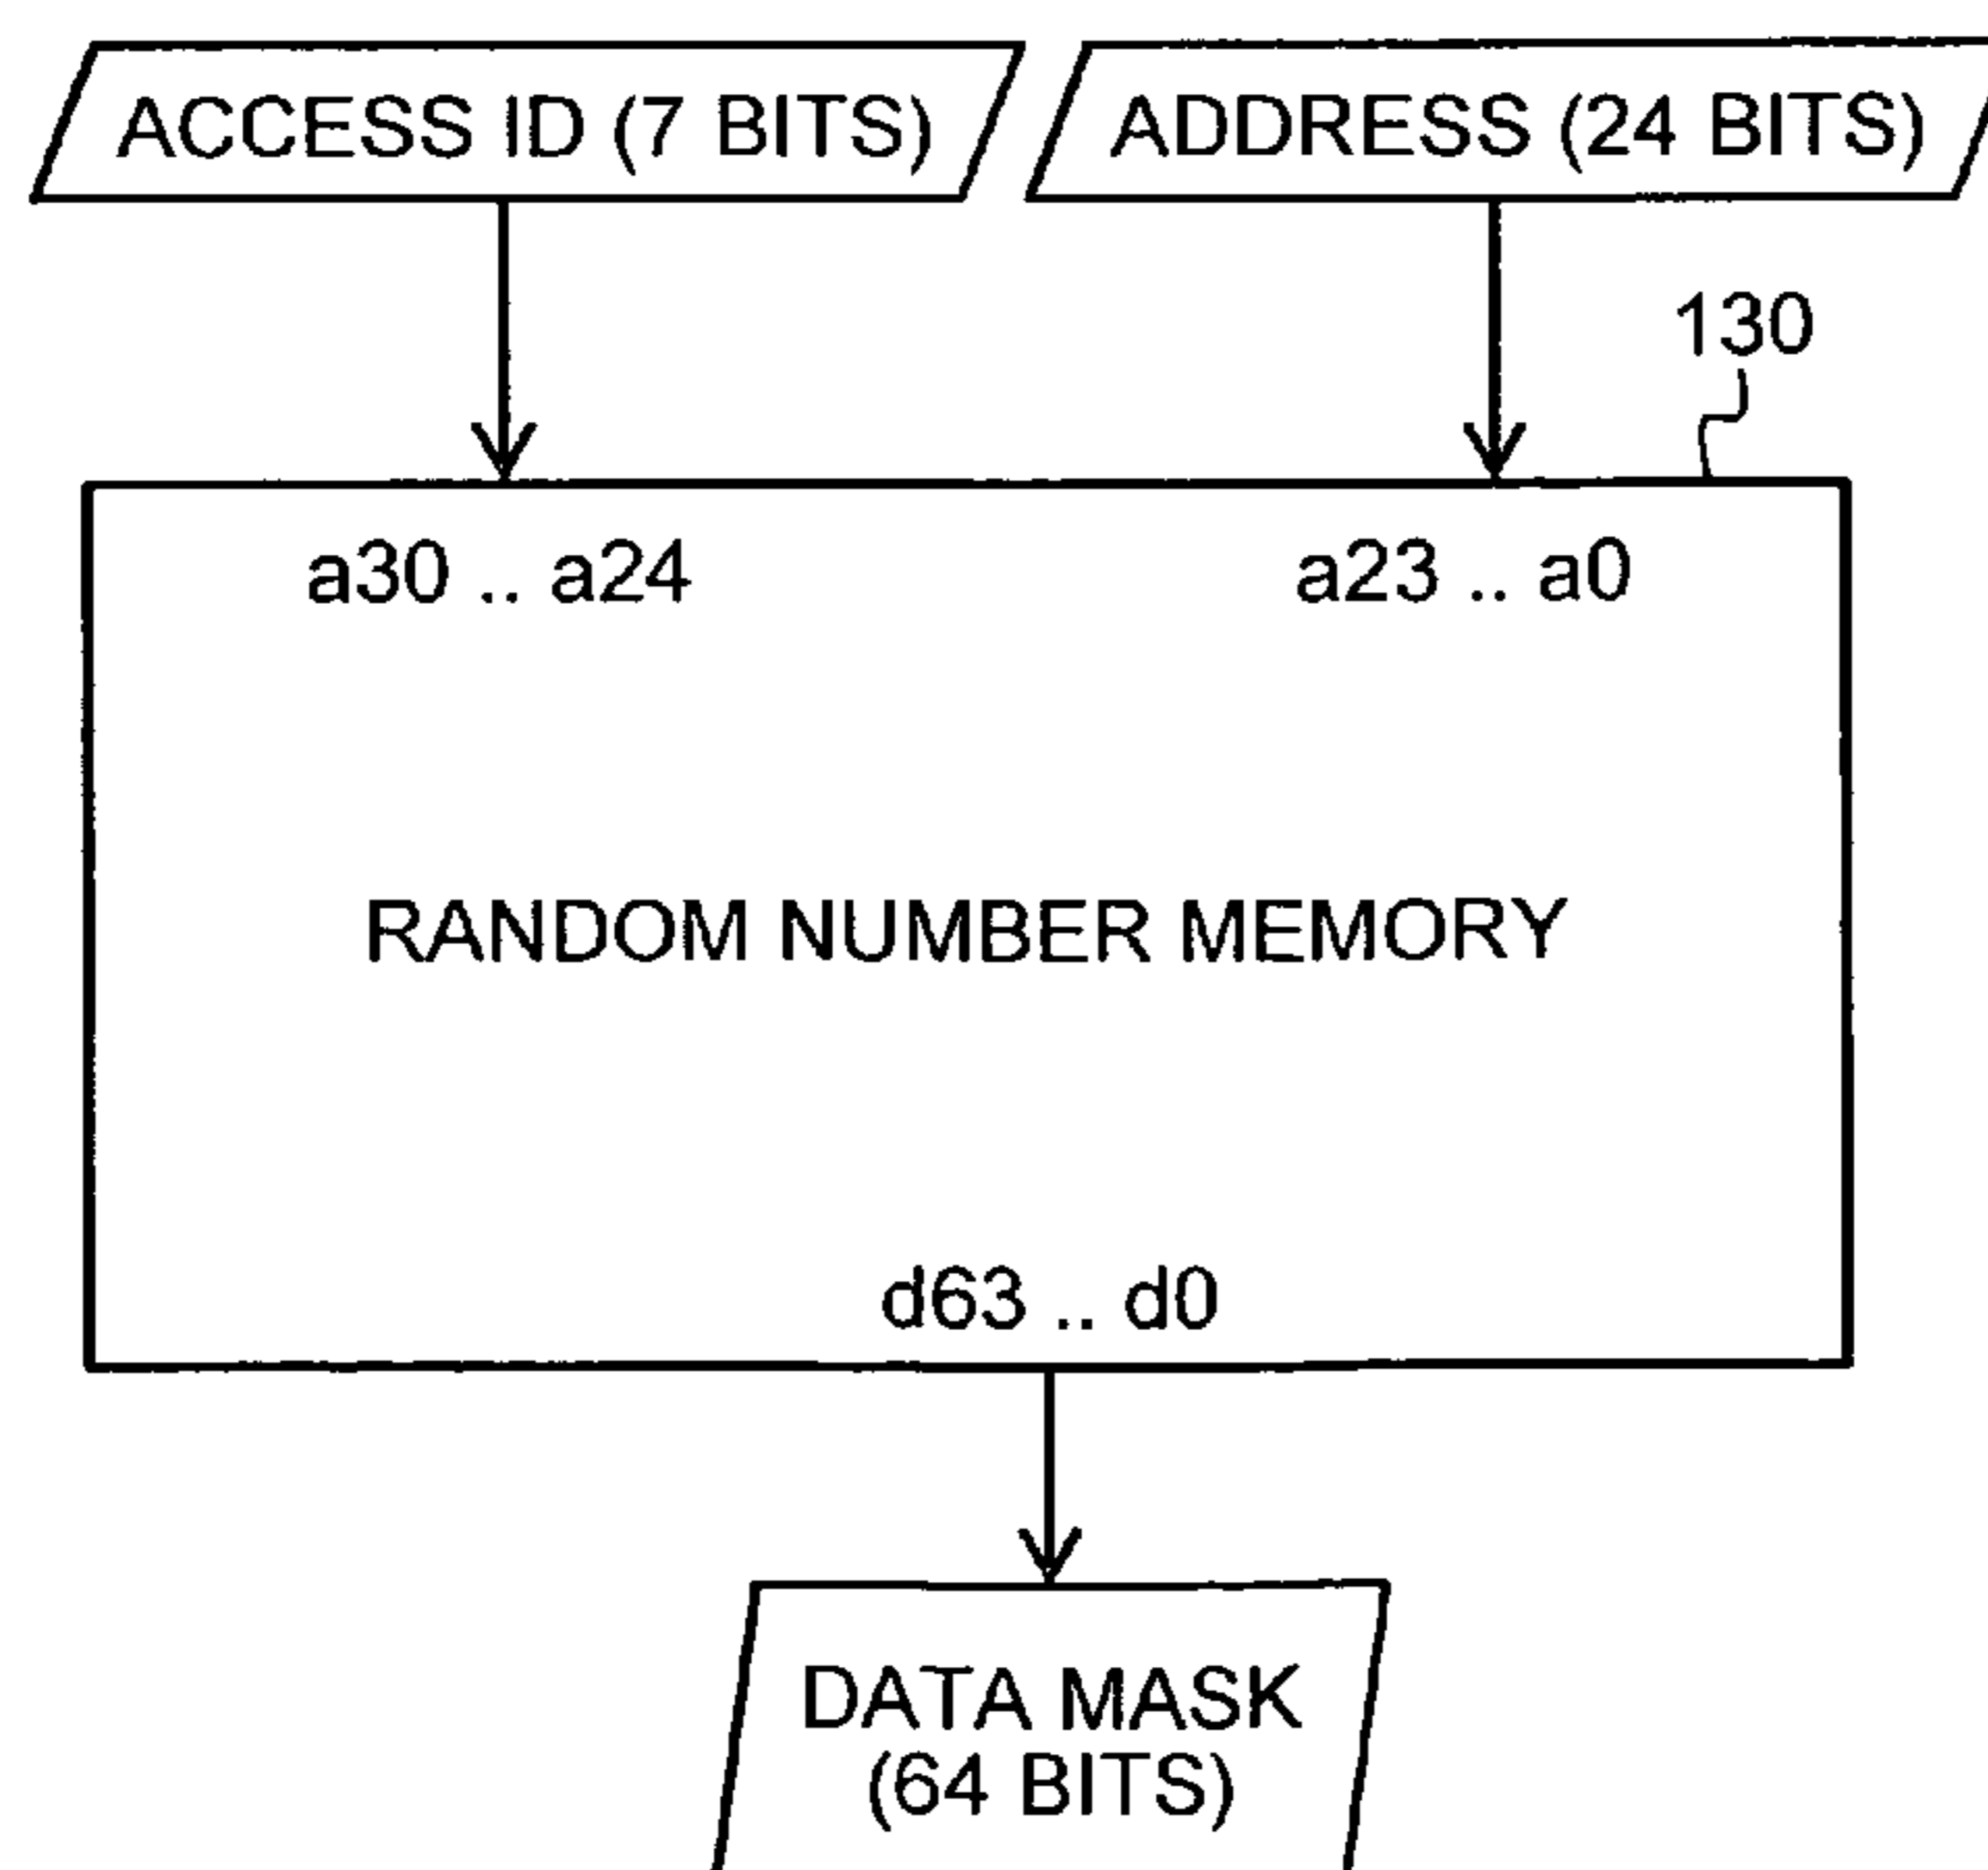 ACCESS ID (7 BITS)
ADDRESS (24 BITS)
130
a30 .. a24
a23 .. a0
RANDOM NUMBER MEMORY
d63 .. d0
DATA MASK
(64 BITS)